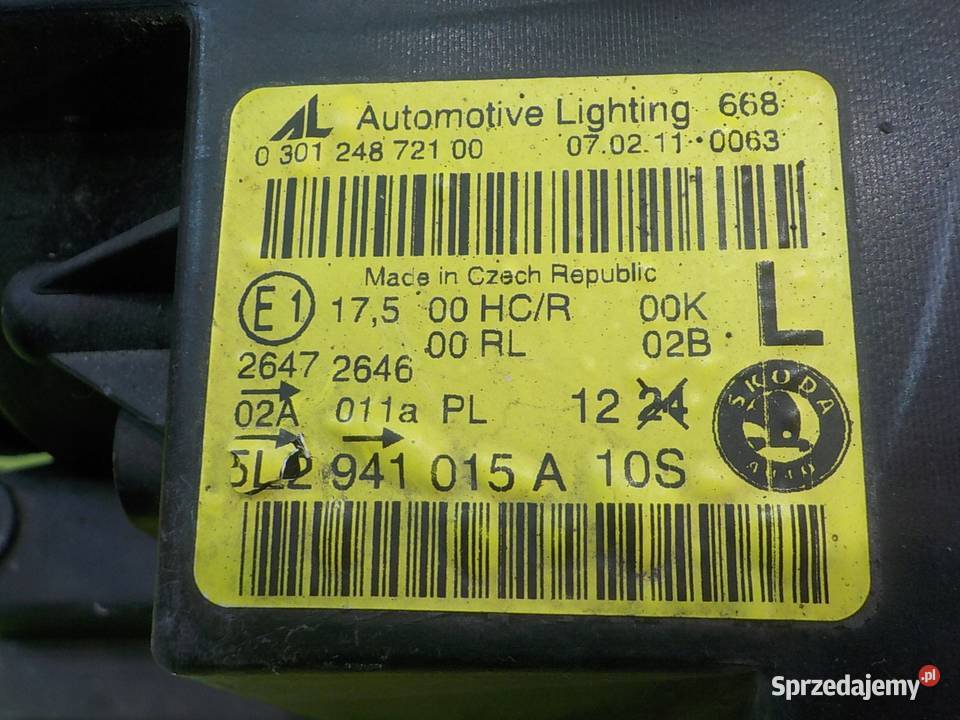 AL Automotive Lighting 668
0 301 248 721 00 07.02.11 0063
Made in Czech Republic
E1 17,5 00 HC/R 00K L
00 RL 02B
2647 2646
02A 011a PL 12 24
5L2 941 015 A 10S
SKODA
AUTO
Sprzedajemy.pl